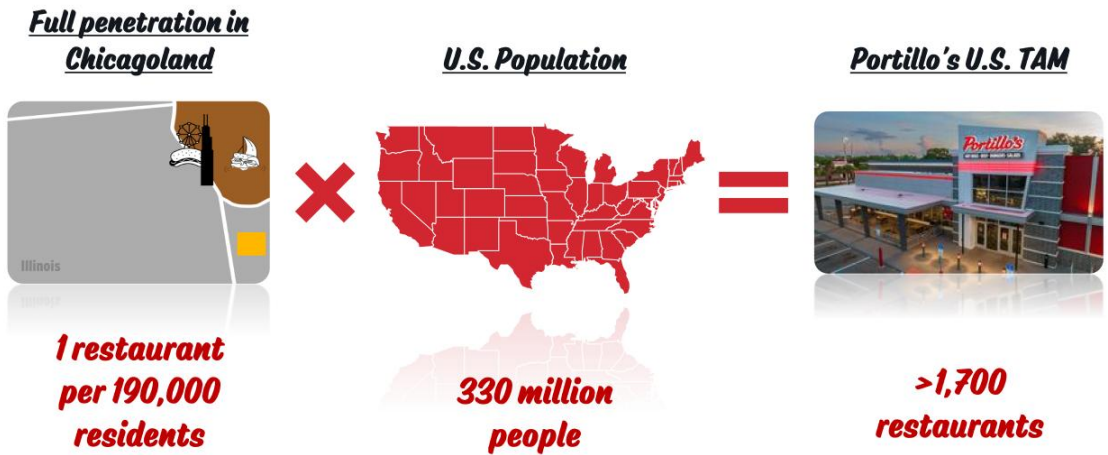 Full penetration in
Chicagoland
U.S. Population
Portillo's U.S. TAM
Illinois
Portillo's
1 restaurant
per 190,000
residents
330 million
people
>1,700
restaurants